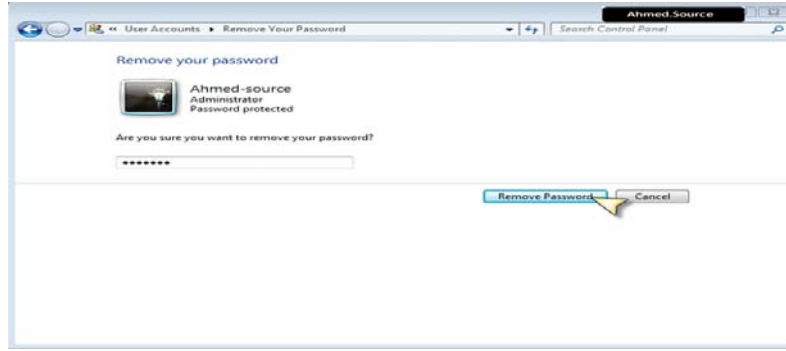 Ahmed.Source
« User Accounts ▸ Remove Your Password
Search Control Panel
Remove your password
Ahmed-source
Administrator
Password protected
Are you sure you want to remove your password?
•••••••
Remove Password
Cancel